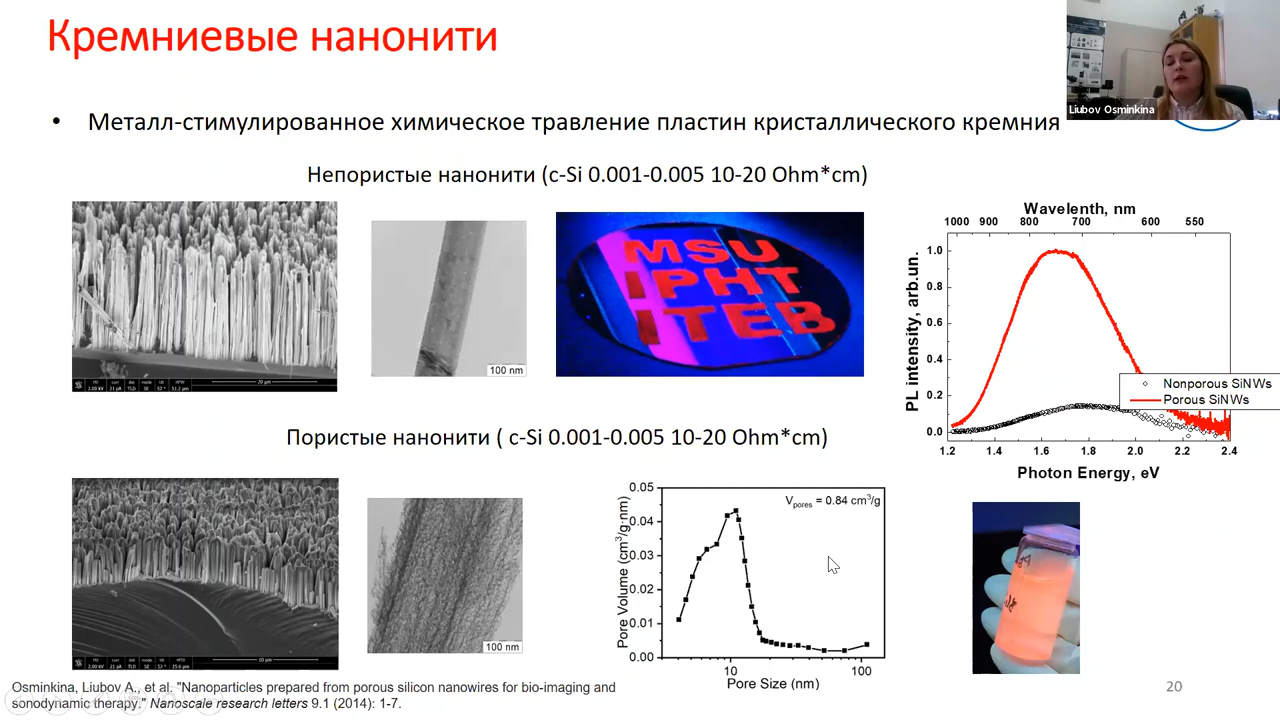 Кремниевые нанонити
Liubov Osminkina
• Металл-стимулированное химическое травление пластин кристаллического кремния
Непористые нанонити (c-Si 0.001-0.005 10-20 Ohm*cm)
100 nm
MSU
IPHT
ITEB
Wavelenth, nm
1000 900 800 700 600 550
PL intensity, arb.un.
1.0
0.8
0.6
0.4
0.2
0.0
Nonporous SiNWs
Porous SiNWs
1.2 1.4 1.6 1.8 2.0 2.2 2.4
Photon Energy, eV
Пористые нанонити ( c-Si 0.001-0.005 10-20 Ohm*cm)
100 nm
Pore Volume (cm³/g·nm)
0.05
0.04
0.03
0.02
0.01
0.00
Vpores = 0.84 cm³/g
10 100
Pore Size (nm)
Osminkina, Liubov A., et al. "Nanoparticles prepared from porous silicon nanowires for bio-imaging and
sonodynamic therapy." Nanoscale research letters 9.1 (2014): 1-7.
20